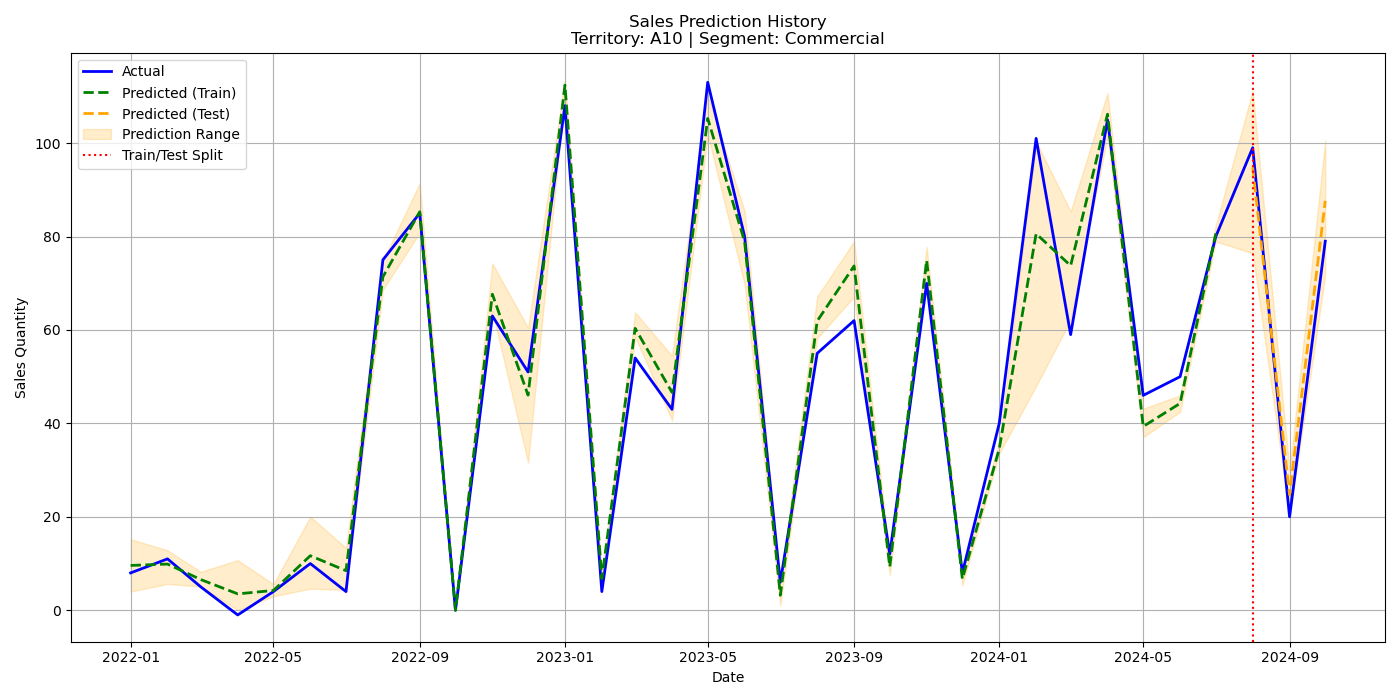 Sales Prediction History
Territory: A10 | Segment: Commercial
Actual
Predicted (Train)
Predicted (Test)
Prediction Range
Train/Test Split
Sales Quantity
100
80
60
40
20
0
2022-01
2022-05
2022-09
2023-01
2023-05
2023-09
2024-01
2024-05
2024-09
Date